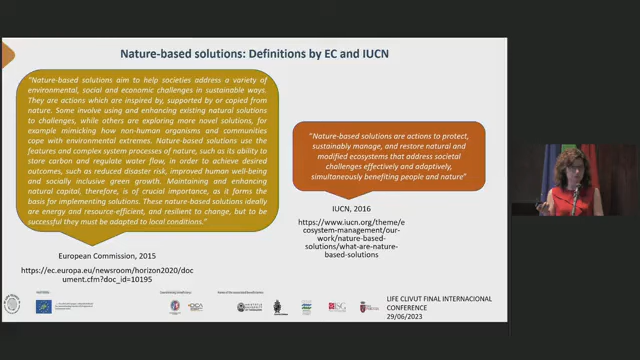 Nature-based solutions: Definitions by EC and IUCN
"Nature-based solutions aim to help societies address a variety of
environmental, social and economic challenges in sustainable ways.
They are actions which are inspired by, supported by or copied from
nature. Some involve using and enhancing existing natural solutions
to challenges, while others are exploring more novel solutions, for
example mimicking how non-human organisms and communities
cope with environmental extremes. Nature-based solutions use the
features and complex system processes of nature, such as its ability to
store carbon and regulate water flow, in order to achieve desired
outcomes, such as reduced disaster risk, improved human well-being
and socially inclusive green growth. Maintaining and enhancing
natural capital, therefore, is of crucial importance, as it forms the
basis for implementing solutions. These nature-based solutions ideally
are energy and resource-efficient, and resilient to change, but to be
successful they must be adapted to local conditions."
European Commission, 2015
https://ec.europa.eu/newsroom/horizon2020/doc
ument.cfm?doc_id=10195
"Nature-based solutions are actions to protect,
sustainably manage, and restore natural and
modified ecosystems that address societal
challenges effectively and adaptively,
simultaneously benefiting people and nature"
IUCN, 2016
https://www.iucn.org/theme/e
cosystem-management/our-
work/nature-based-
solutions/what-are-nature-
based-solutions
LIFE CLIVUT FINAL INTERNACIONAL
CONFERENCE
29/06/2023